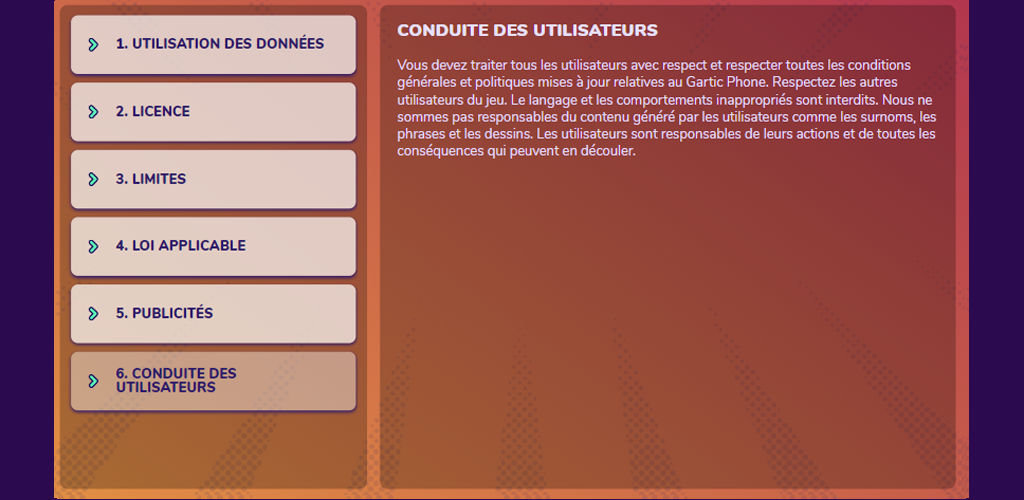 1. UTILISATION DES DONNÉES
2. LICENCE
3. LIMITES
4. LOI APPLICABLE
5. PUBLICITÉS
6. CONDUITE DES
UTILISATEURS
CONDUITE DES UTILISATEURS
Vous devez traiter tous les utilisateurs avec respect et respecter toutes les conditions
générales et politiques mises à jour relatives au Gartic Phone. Respectez les autres
utilisateurs du jeu. Le langage et les comportements inappropriés sont interdits. Nous ne
sommes pas responsables du contenu généré par les utilisateurs comme les surnoms, les
phrases et les dessins. Les utilisateurs sont responsables de leurs actions et de toutes les
conséquences qui peuvent en découler.